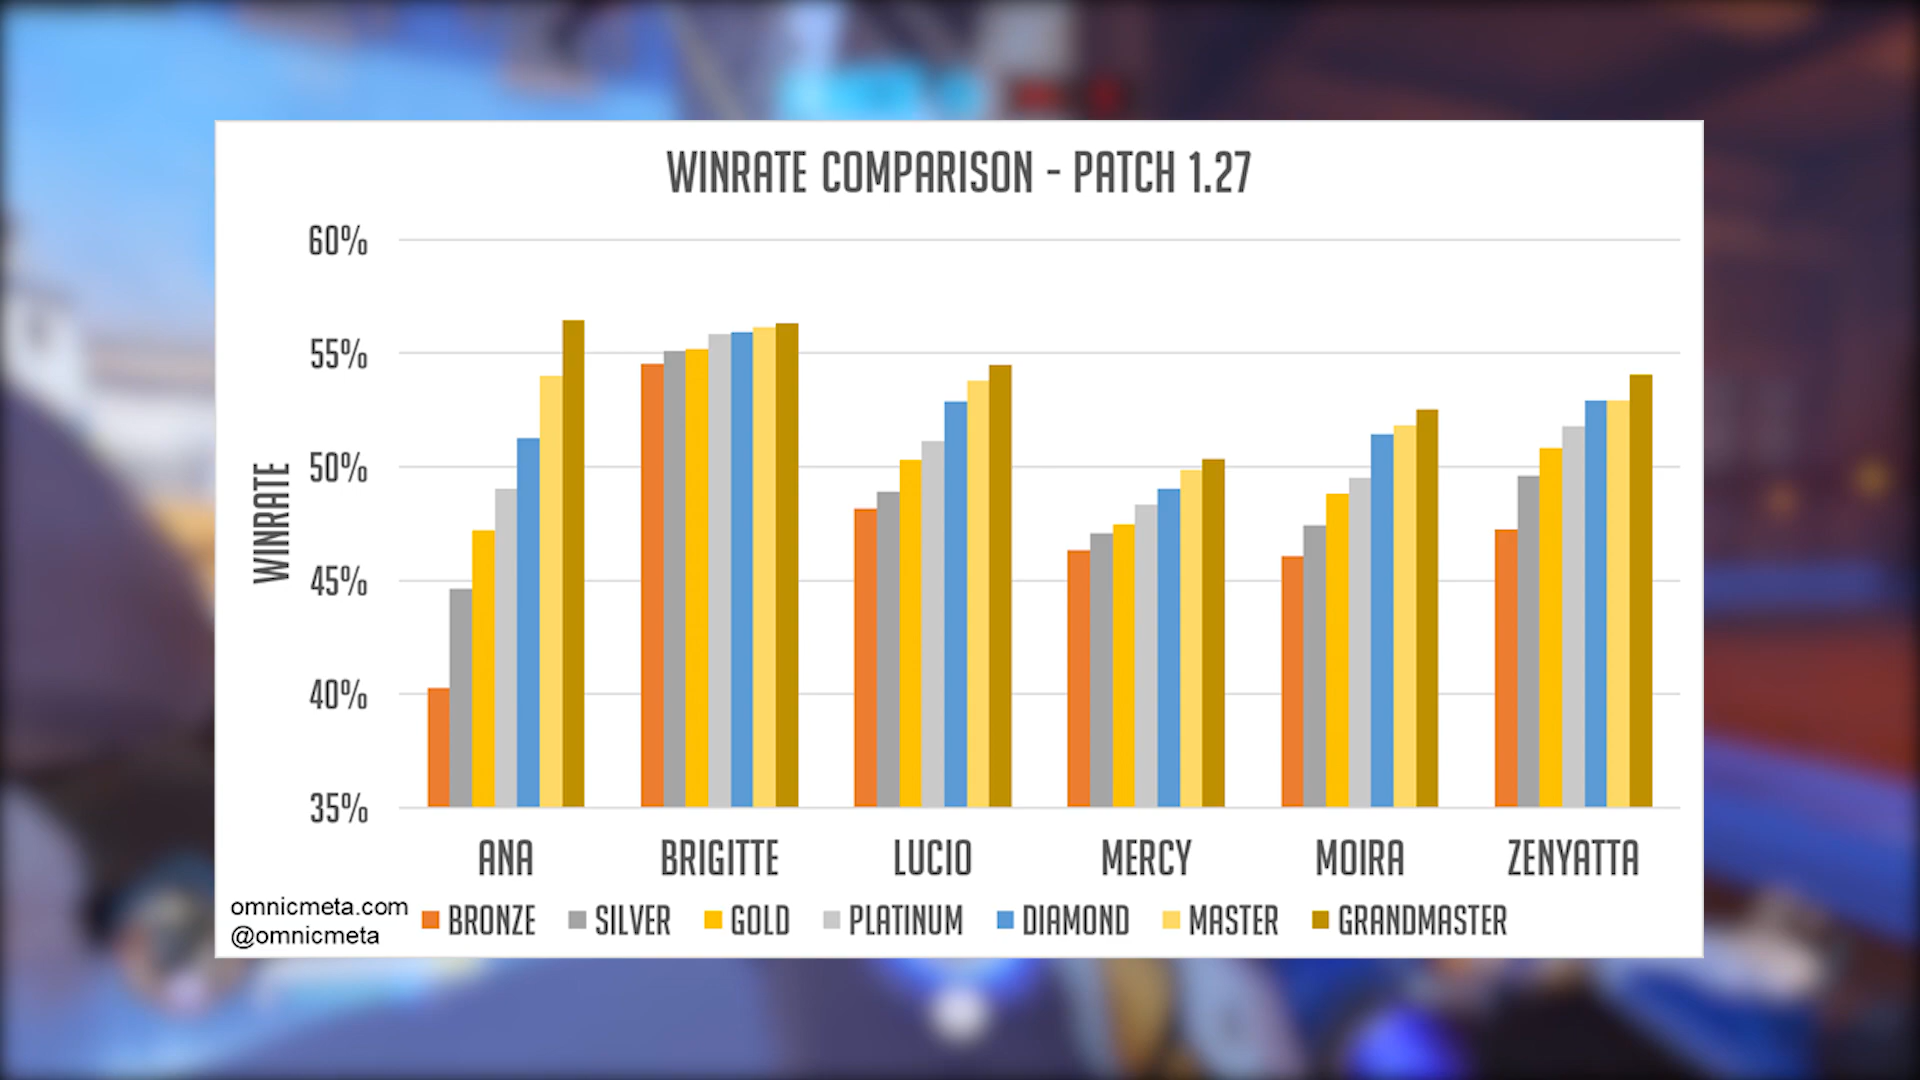 WINRATE COMPARISON - PATCH 1.27
60%
55%
50%
45%
40%
35%
WINRATE
ANA BRIGITTE LUCIO MERCY MOIRA ZENYATTA
omnicmeta.com
@omnicmeta
BRONZE SILVER GOLD PLATINUM DIAMOND MASTER GRANDMASTER